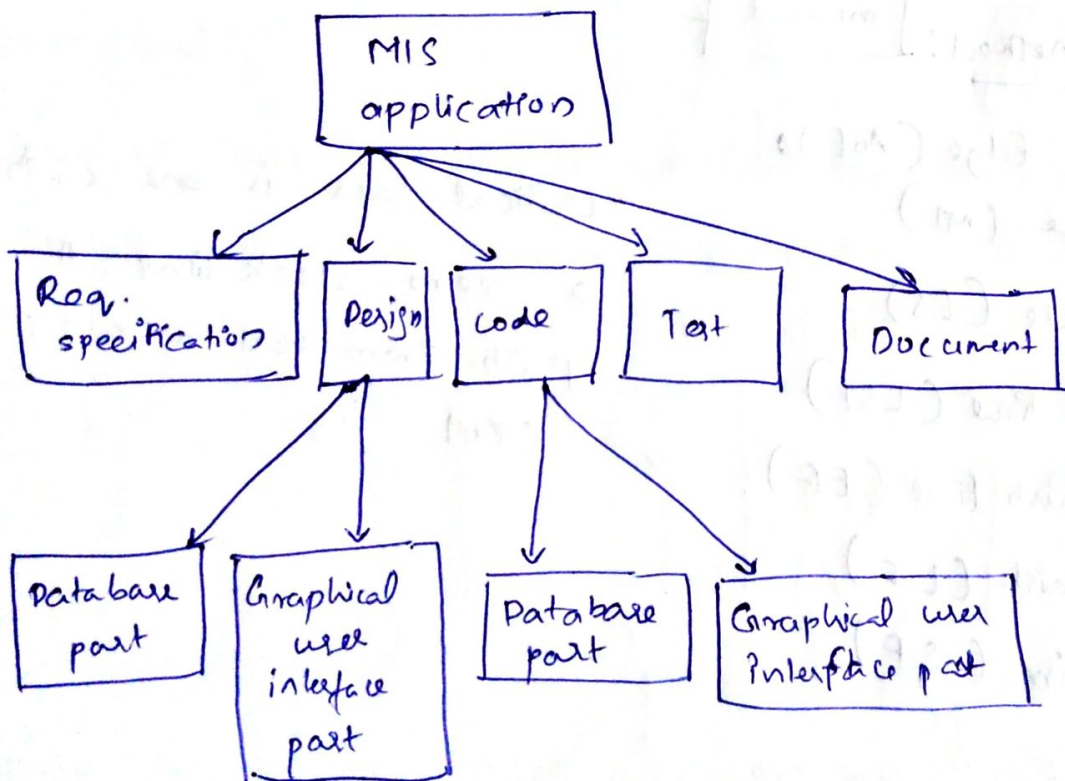 MIS
application
Req.
specification
Design
code
Test
Document
Database
part
Graphical
user
interface
part
Database
part
Graphical user
interface part